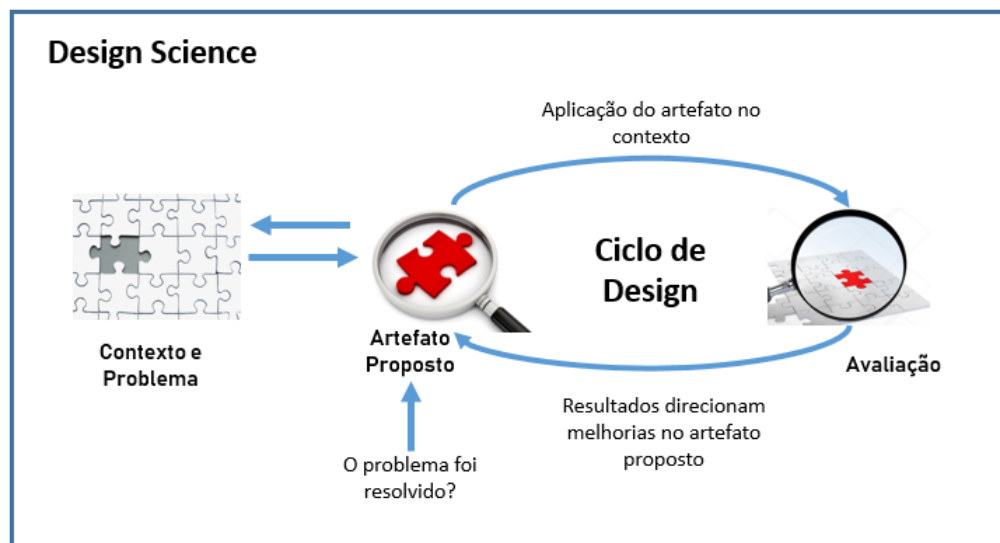 Design Science
Aplicação do artefato no
contexto
Ciclo de
Design
Contexto e
Problema
Artefato
Proposto
Avaliação
Resultados direcionam
melhorias no artefato
proposto
O problema foi
resolvido?